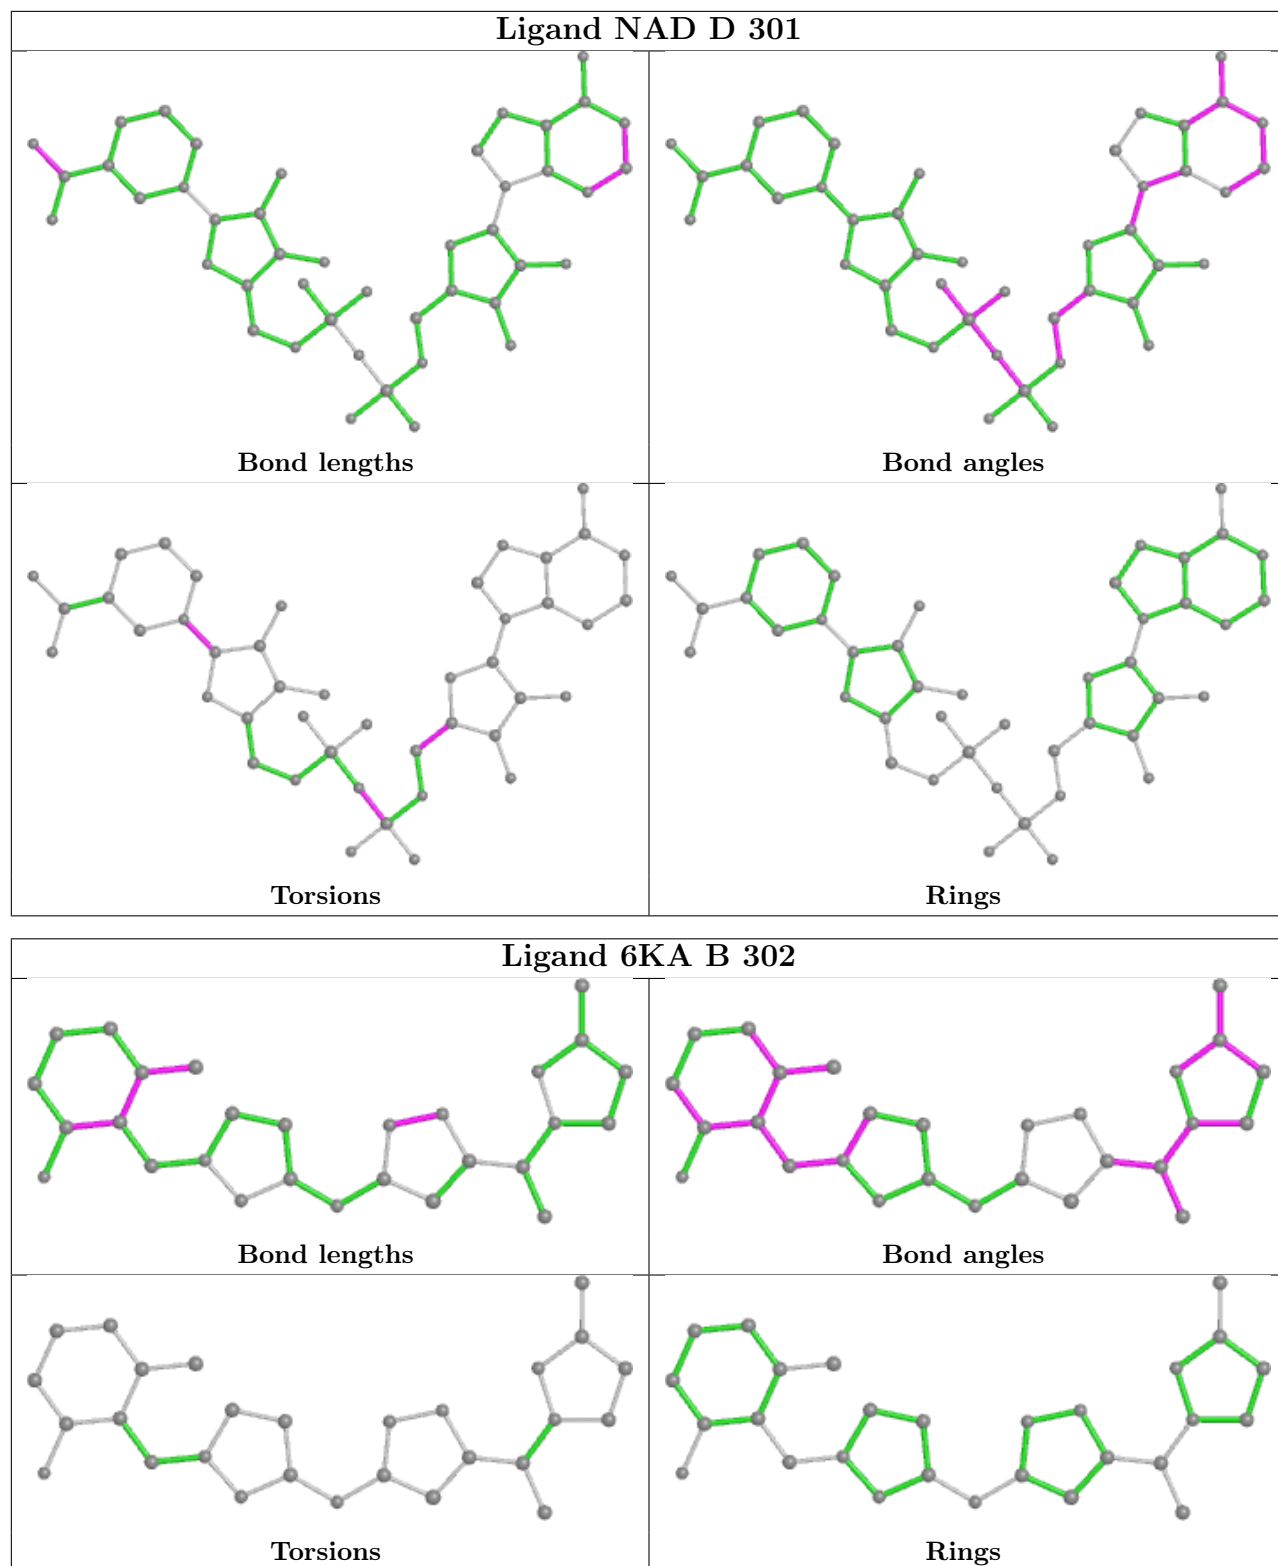 Ligand NAD D 301
Bond lengths
Bond angles
Torsions
Rings
Ligand 6KA B 302
Bond lengths
Bond angles
Torsions
Rings